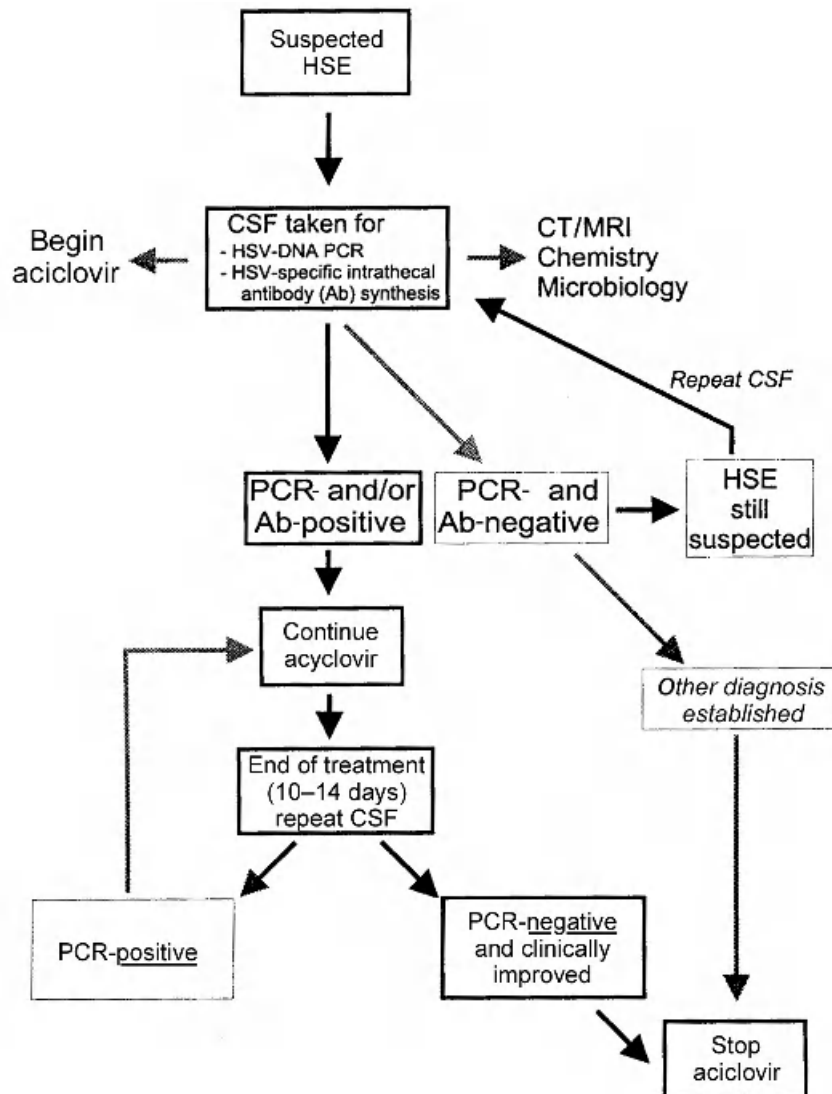 Suspected
HSE
Begin
aciclovir
CSF taken for
- HSV-DNA PCR
- HSV-specific intrathecal
antibody (Ab) synthesis
CT/MRI
Chemistry
Microbiology
Repeat CSF
PCR- and/or
Ab-positive
PCR- and
Ab-negative
HSE
still
suspected
Continue
acyclovir
Other diagnosis
established
End of treatment
(10–14 days)
repeat CSF
PCR-positive
PCR-negative
and clinically
improved
Stop
aciclovir